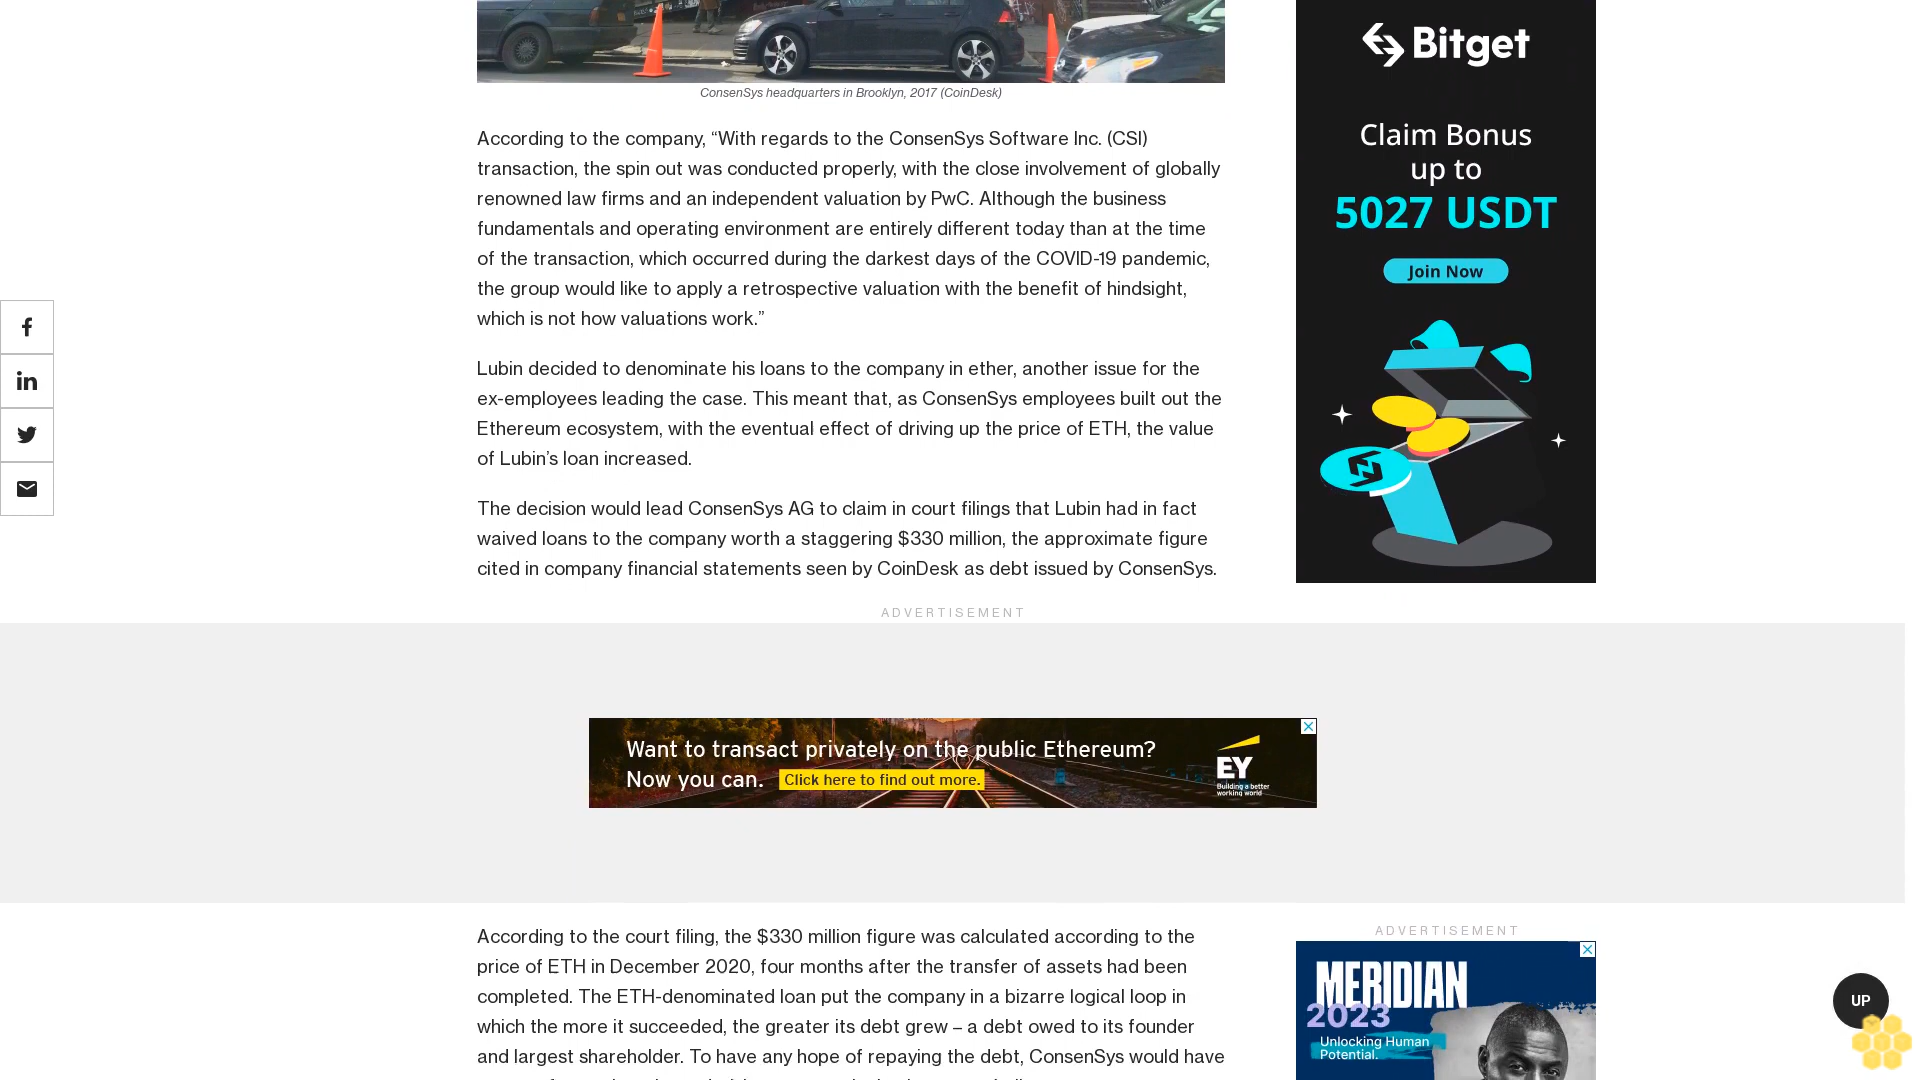 ConsenSys headquarters in Brooklyn, 2017 (CoinDesk)
According to the company, “With regards to the ConsenSys Software Inc. (CSI)
transaction, the spin out was conducted properly, with the close involvement of globally
renowned law firms and an independent valuation by PwC. Although the business
fundamentals and operating environment are entirely different today than at the time
of the transaction, which occurred during the darkest days of the COVID-19 pandemic,
the group would like to apply a retrospective valuation with the benefit of hindsight,
which is not how valuations work.”
Lubin decided to denominate his loans to the company in ether, another issue for the
ex-employees leading the case. This meant that, as ConsenSys employees built out the
Ethereum ecosystem, with the eventual effect of driving up the price of ETH, the value
of Lubin’s loan increased.
The decision would lead ConsenSys AG to claim in court filings that Lubin had in fact
waived loans to the company worth a staggering $330 million, the approximate figure
cited in company financial statements seen by CoinDesk as debt issued by ConsenSys.
Bitget
Claim Bonus
up to
5027 USDT
Join Now
ADVERTISEMENT
Want to transact privately on the public Ethereum?
Now you can. Click here to find out more.
EY
Building a better
working world
According to the court filing, the $330 million figure was calculated according to the
price of ETH in December 2020, four months after the transfer of assets had been
completed. The ETH-denominated loan put the company in a bizarre logical loop in
which the more it succeeded, the greater its debt grew – a debt owed to its founder
and largest shareholder. To have any hope of repaying the debt, ConsenSys would have
ADVERTISEMENT
MERIDIAN
2023
Unlocking Human
Potential.
UP